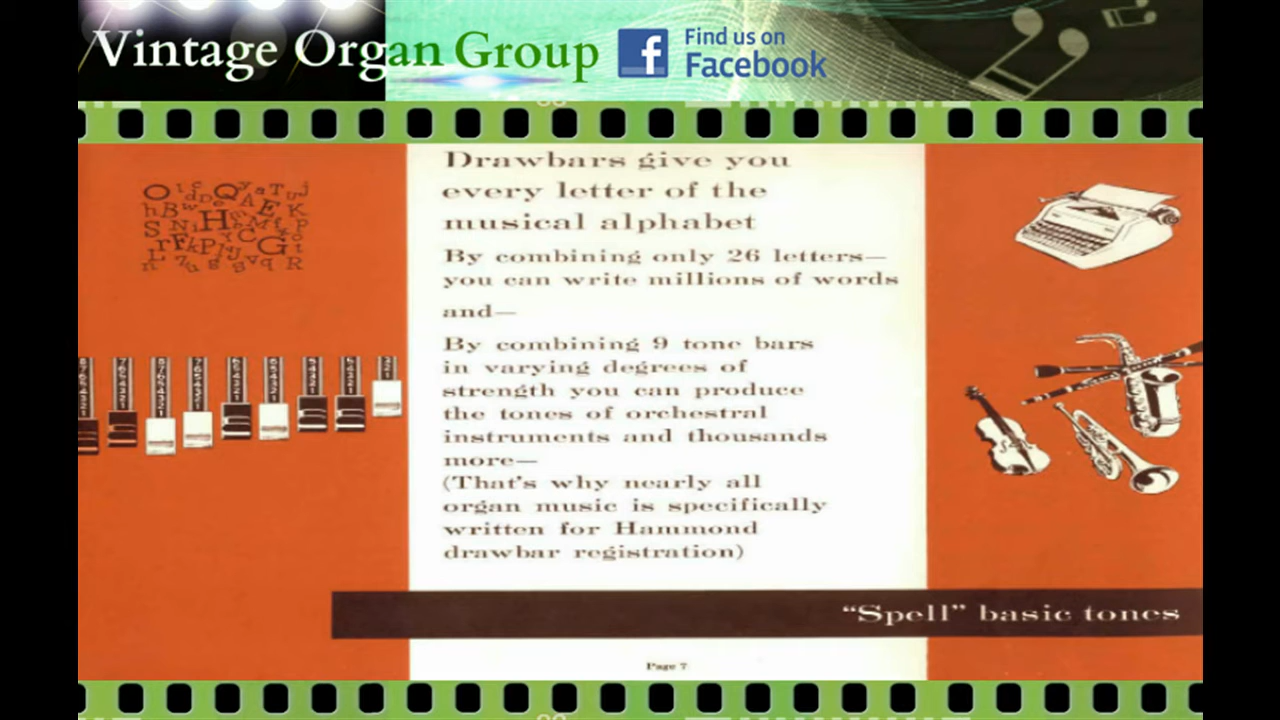 Vintage Organ Group
Find us on
Facebook
Drawbars give you
every letter of the
musical alphabet
By combining only 26 letters—
you can write millions of words
and—
By combining 9 tone bars
in varying degrees of
strength you can produce
the tones of orchestral
instruments and thousands
more—
(That's why nearly all
organ music is specifically
written for Hammond
drawbar registration)
"Spell" basic tones
Page 7